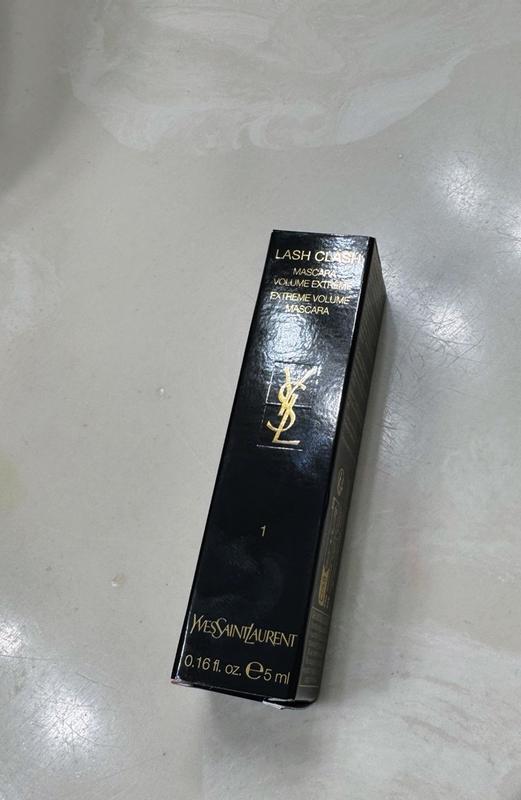 LASH CLASH
MASCARA
VOLUME EXTRÊME
EXTREME VOLUME
MASCARA
YSL
1
YVESSAINTLAURENT
0.16 fl. oz. ℮ 5 ml